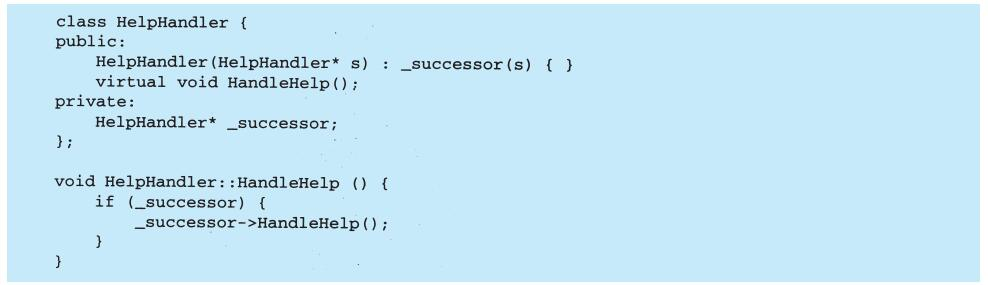 class HelpHandler {
public:
    HelpHandler(HelpHandler* s) : _successor(s) { }
    virtual void HandleHelp();
private:
    HelpHandler* _successor;
};

void HelpHandler::HandleHelp () {
    if (_successor) {
        _successor->HandleHelp();
    }
}